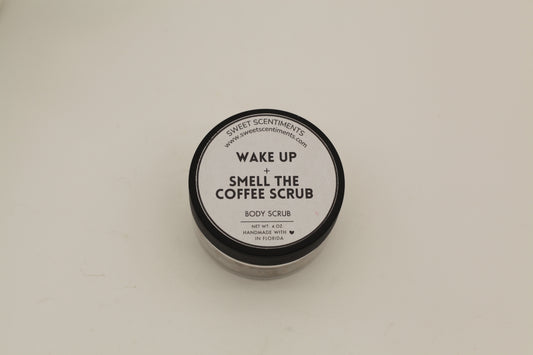 SWEET SCENTIMENTS
www.sweetscentiments.com
WAKE UP
+
SMELL THE
COFFEE SCRUB
BODY SCRUB
NET WT. 4 OZ
HANDMADE WITH ♥
IN FLORIDA